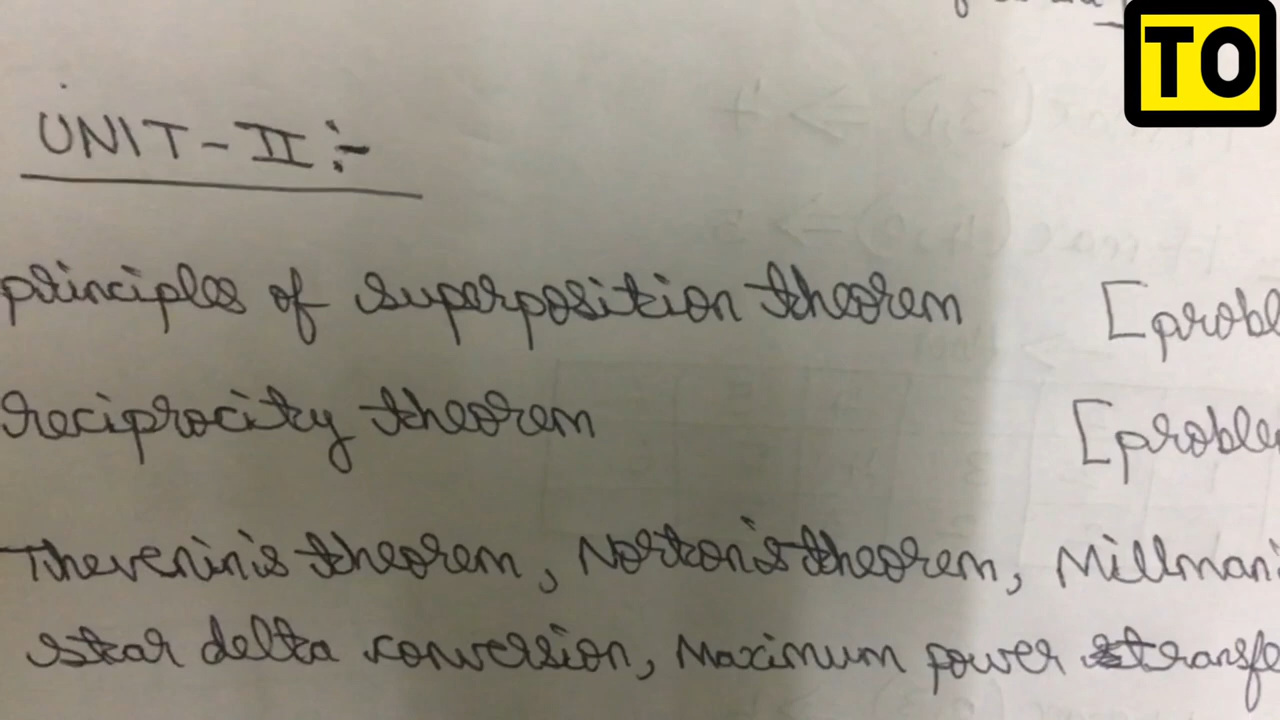 TO
UNIT-II:-
principles of superposition theorem [probl
reciprocity theorem [proble
Thevenin's theorem, Norton's theorem, Millman'
star delta conversion, Maximum power transfe